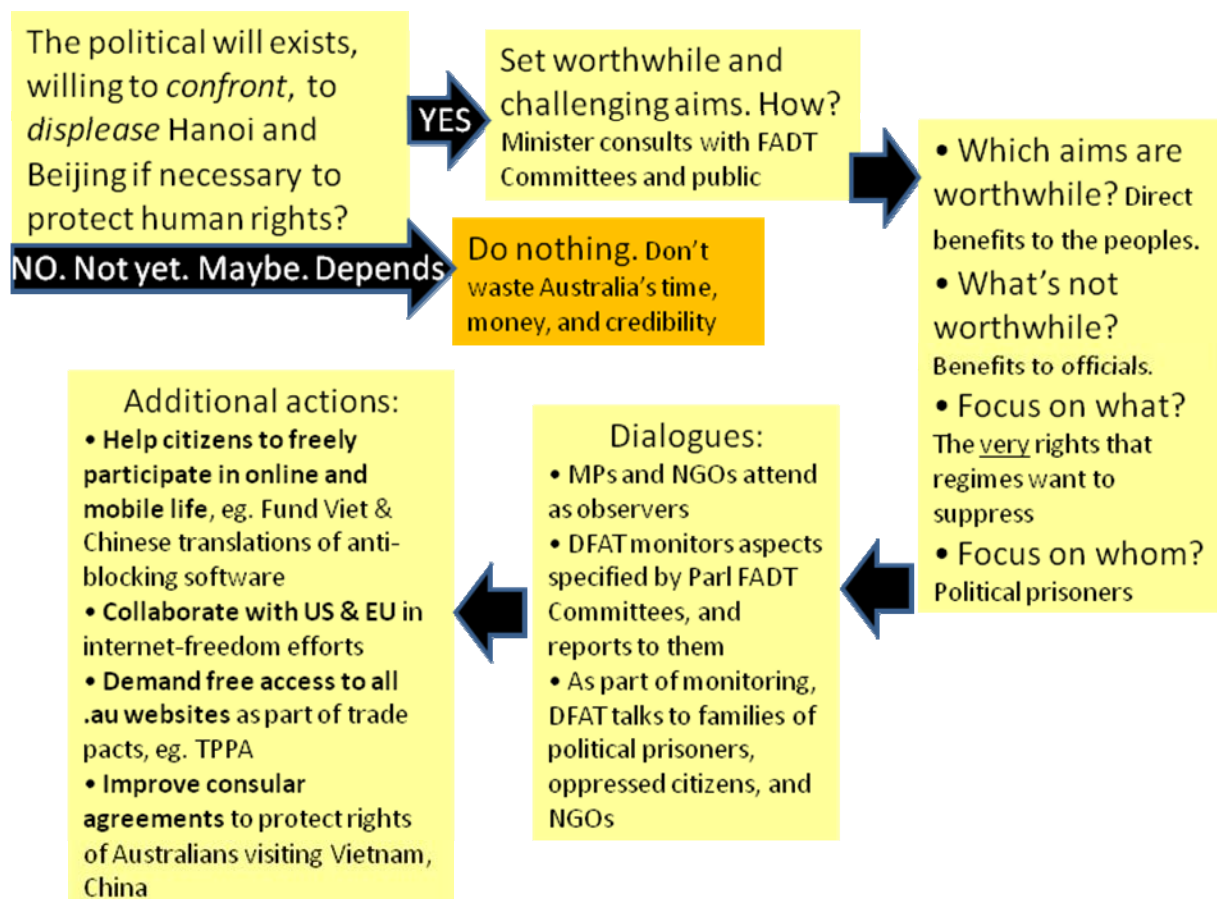 The political will exists,
willing to confront, to
displease Hanoi and
Beijing if necessary to
protect human rights?
YES
Set worthwhile and
challenging aims. How?
Minister consults with FADT
Committees and public
NO. Not yet. Maybe. Depends
Do nothing. Don't
waste Australia's time,
money, and credibility
• Which aims are
worthwhile? Direct
benefits to the peoples.
• What's not
worthwhile?
Benefits to officials.
• Focus on what?
The very rights that
regimes want to
suppress
• Focus on whom?
Political prisoners
Dialogues:
• MPs and NGOs attend
as observers
• DFAT monitors aspects
specified by Parl FADT
Committees, and
reports to them
• As part of monitoring,
DFAT talks to families of
political prisoners,
oppressed citizens, and
NGOs
Additional actions:
• Help citizens to freely
participate in online and
mobile life, eg. Fund Viet &
Chinese translations of anti-
blocking software
• Collaborate with US & EU in
internet-freedom efforts
• Demand free access to all
.au websites as part of trade
pacts, eg. TPPA
• Improve consular
agreements to protect rights
of Australians visiting Vietnam,
China